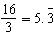 16/3 = 5.3̅